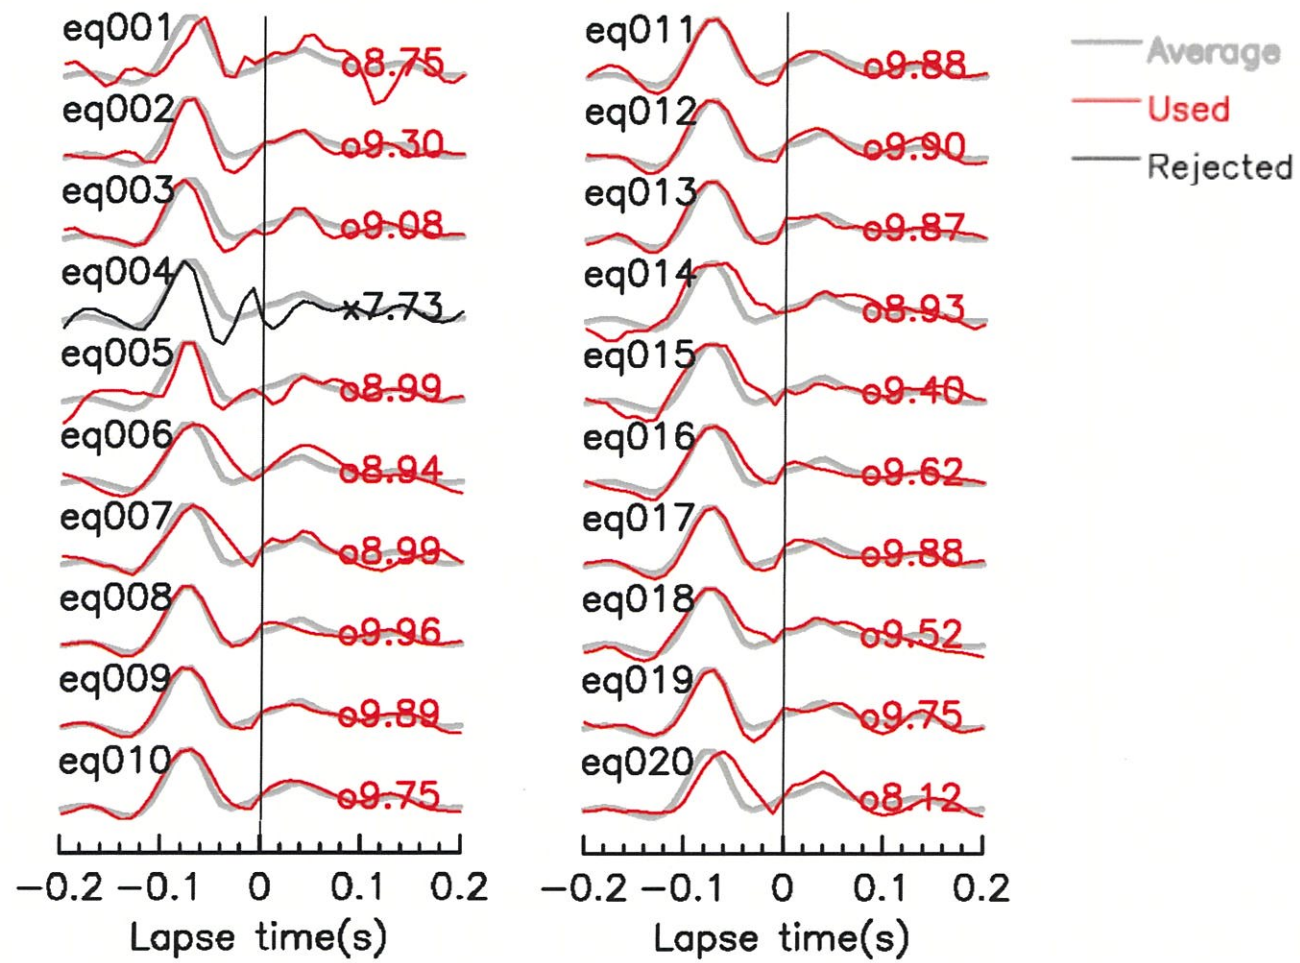 eq001 o8.75
eq002 o9.30
eq003 o9.08
eq004 x7.73
eq005 o8.99
eq006 o8.94
eq007 o8.99
eq008 o9.96
eq009 o9.89
eq010 o9.75
−0.2 −0.1 0 0.1 0.2
Lapse time(s)
eq011 o9.88
eq012 o9.90
eq013 o9.87
eq014 o8.93
eq015 o9.40
eq016 o9.62
eq017 o9.88
eq018 o9.52
eq019 o9.75
eq020 o8.12
−0.2 −0.1 0 0.1 0.2
Lapse time(s)
Average
Used
Rejected